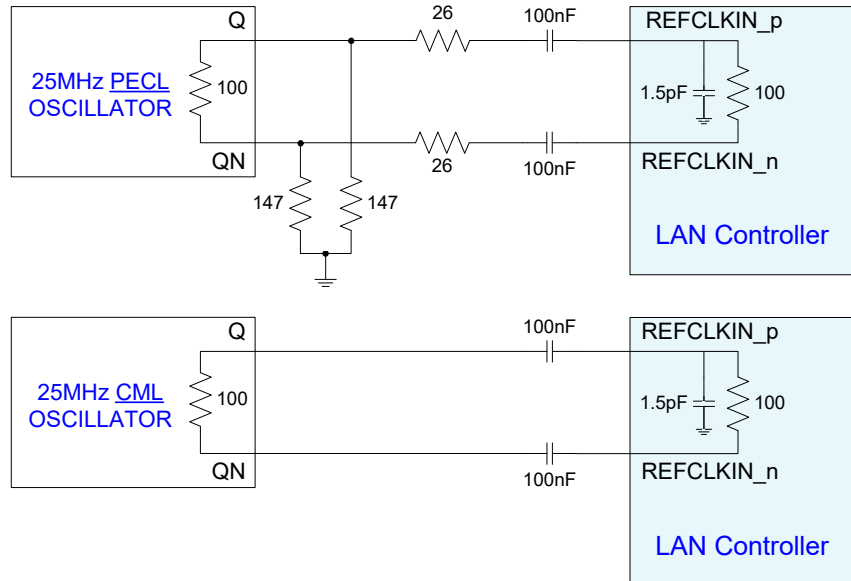 Q
26
100nF
REFCLKIN_p
25MHz PECL
OSCILLATOR
100
1.5pF
100
QN
26
100nF
REFCLKIN_n
147
147
LAN Controller
Q
100nF
REFCLKIN_p
25MHz CML
OSCILLATOR
100
1.5pF
100
QN
100nF
REFCLKIN_n
LAN Controller